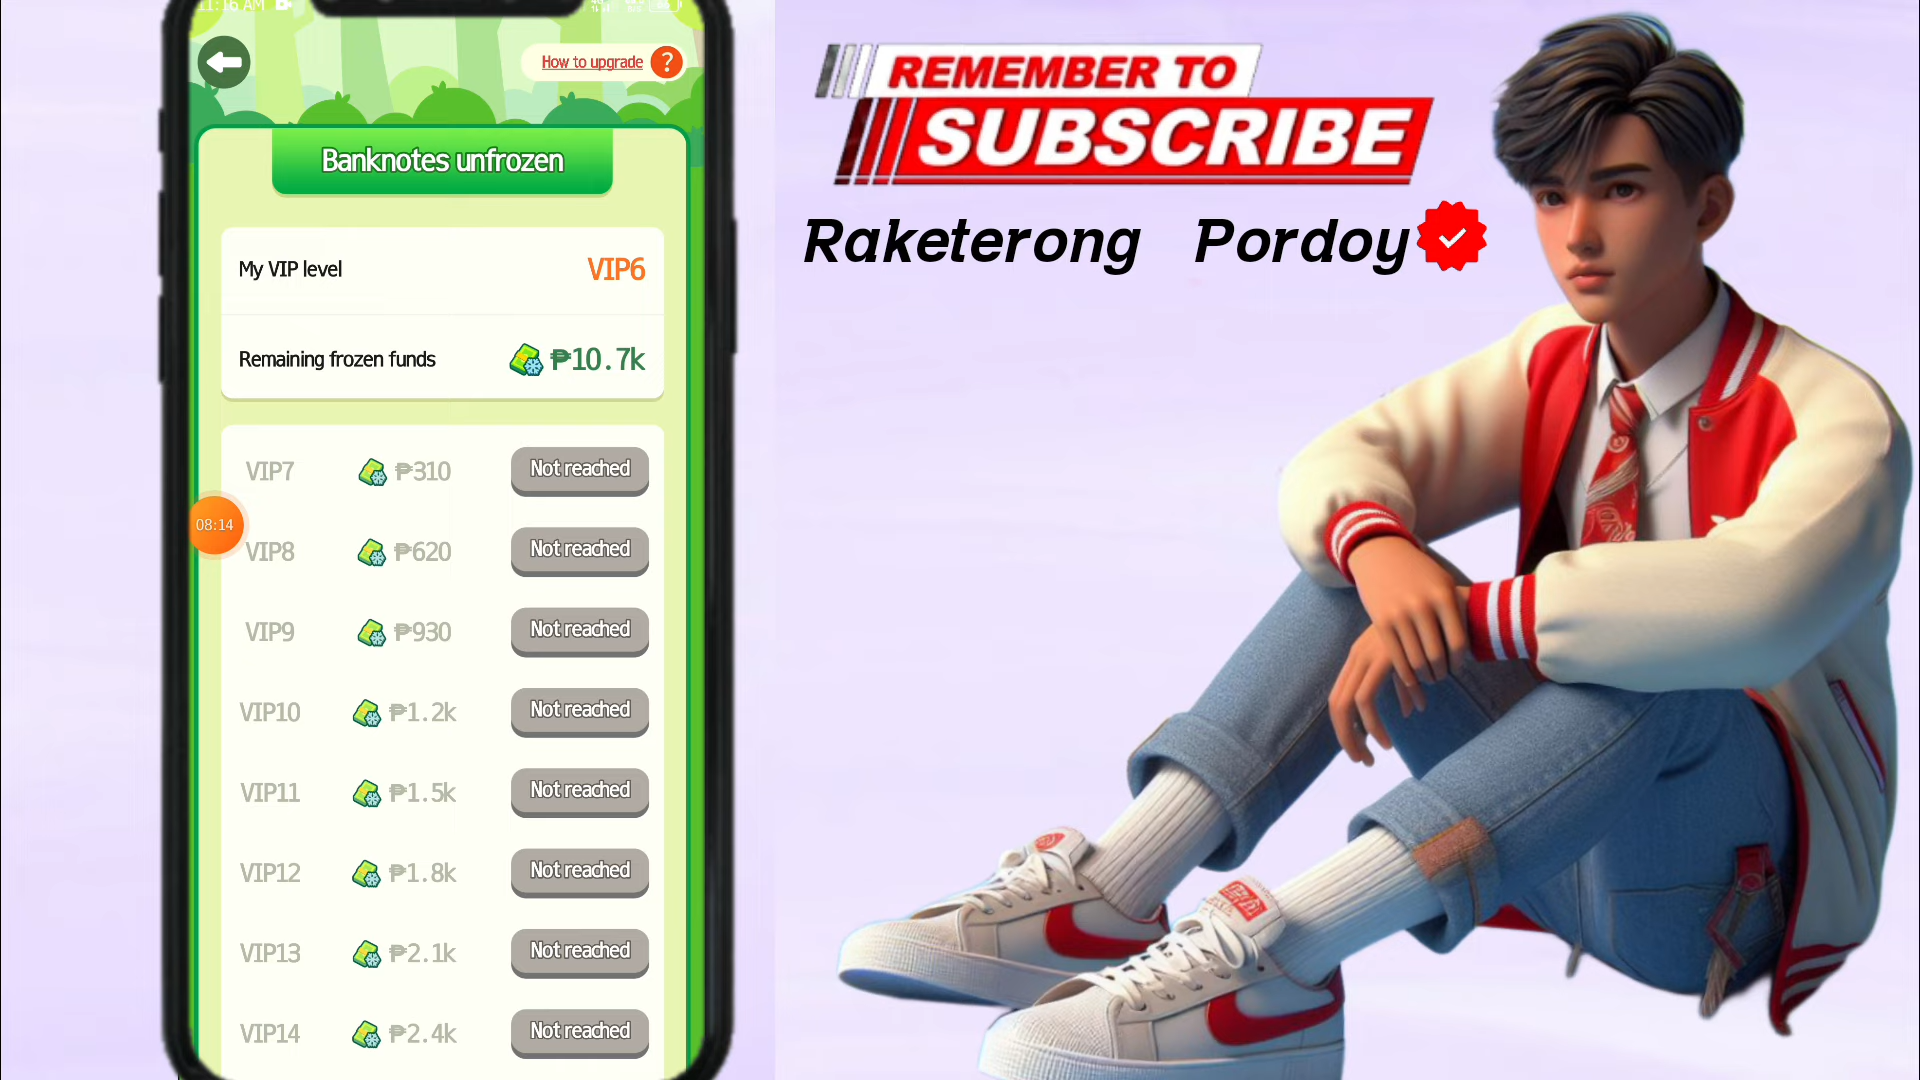 11:16 AM
How to upgrade ?
Banknotes unfrozen
My VIP level VIP6
Remaining frozen funds ₱10.7k
VIP7 ₱310 Not reached
08:14
VIP8 ₱620 Not reached
VIP9 ₱930 Not reached
VIP10 ₱1.2k Not reached
VIP11 ₱1.5k Not reached
VIP12 ₱1.8k Not reached
VIP13 ₱2.1k Not reached
VIP14 ₱2.4k Not reached
REMEMBER TO
SUBSCRIBE
Raketerong Pordoy